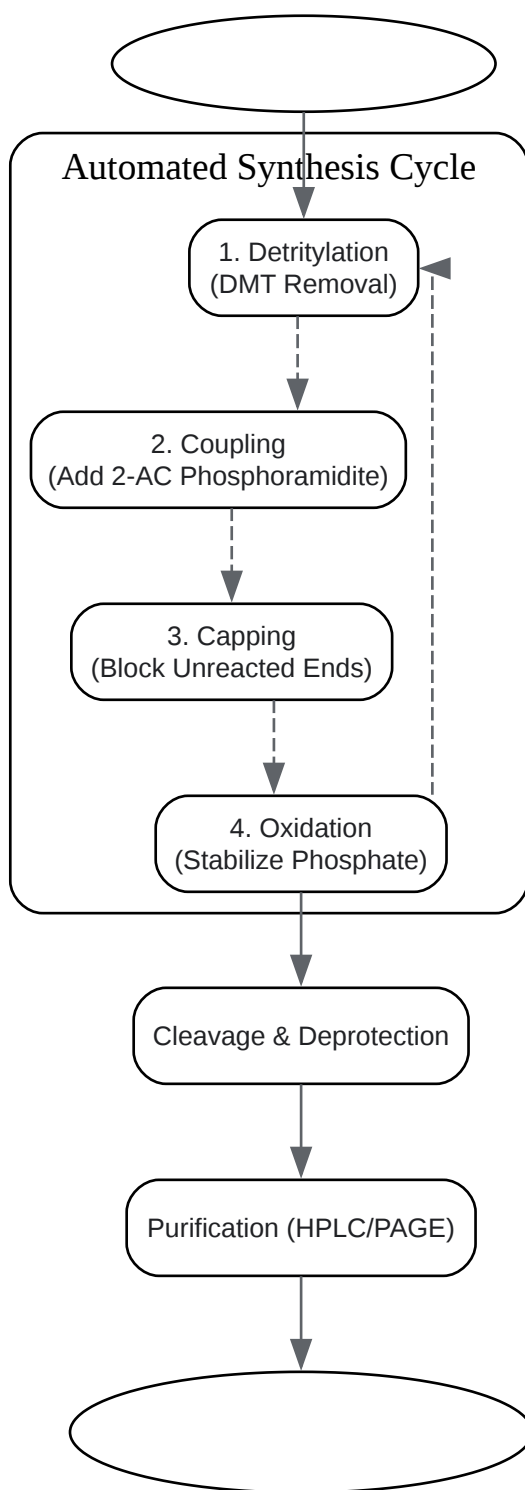 Automated Synthesis Cycle
1. Detritylation
(DMT Removal)
2. Coupling
(Add 2-AC Phosphoramidite)
3. Capping
(Block Unreacted Ends)
4. Oxidation
(Stabilize Phosphate)
Cleavage & Deprotection
Purification (HPLC/PAGE)